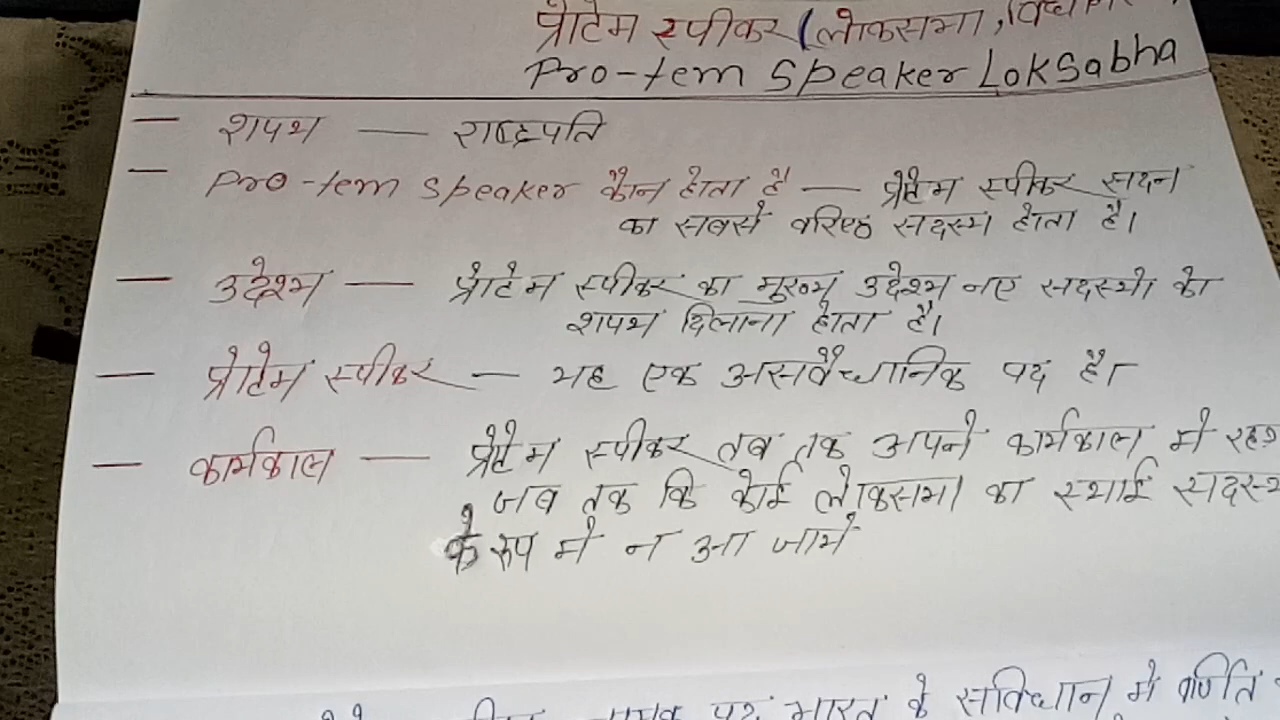 प्रोटेम स्पीकर (लोकसभा, विधान
Pro-tem Speaker Loksabha
— शपथ — राष्ट्रपति
— Pro-tem speaker कौन होता है — प्रोटेम स्पीकर सदन
का सबसे वरिष्ठ सदस्य होता है।
— उदेश्य — प्रोटेम स्पीकर का मुख्य उदेश्य नए सदस्यो को
शपथ दिलाना होता है।
— प्रोटेम स्पीकर — यह एक असवैधानिक पद है।
— कार्यकाल — प्रोटेम स्पीकर तब तक अपने कार्यकाल में
जब तक कि कोई लोकसभा का स्थाई सदस्य
के रूप में न आ जाये
पद भारत के सविधान में वर्णित